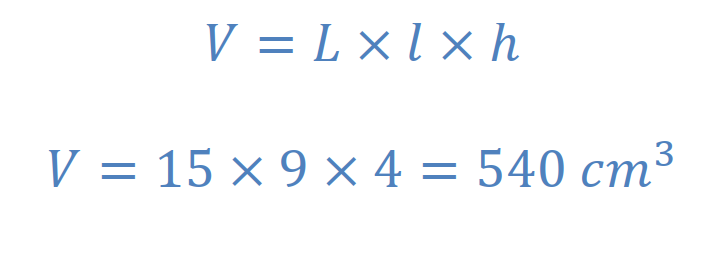 V = L × l × h
V = 15 × 9 × 4 = 540 cm³